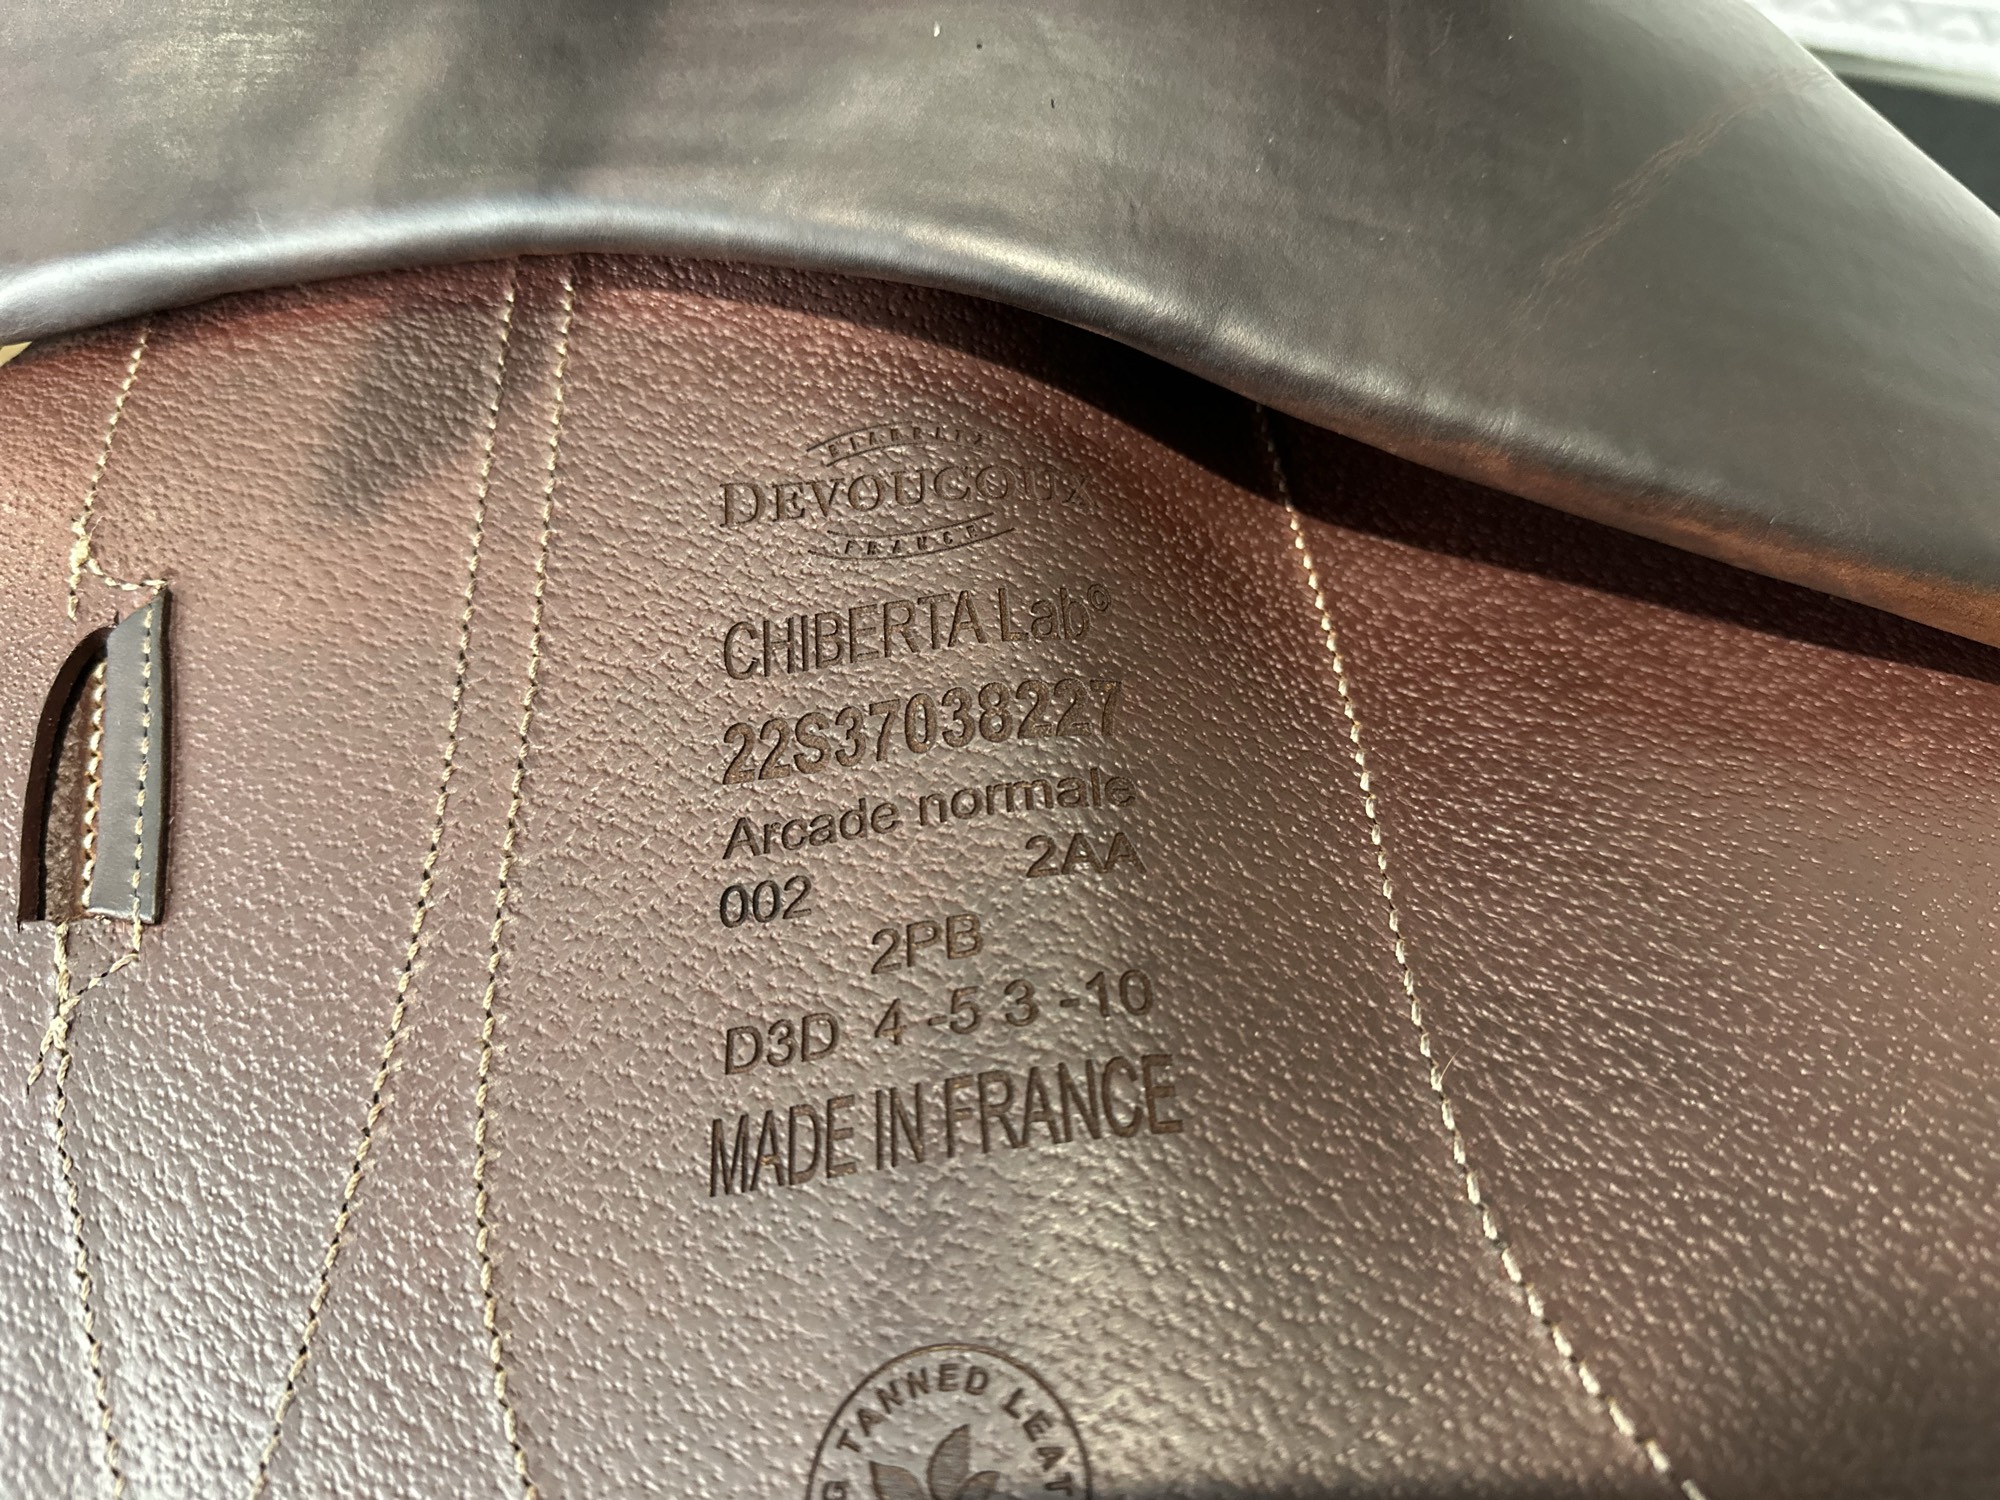 BIARRITZ
DEVOUCOUX
FRANCE
CHIBERTA Lab©
22S37038227
Arcade normale
002 2AA
2PB
D3D 4 -5 3 -10
MADE IN FRANCE
TANNED LEAT